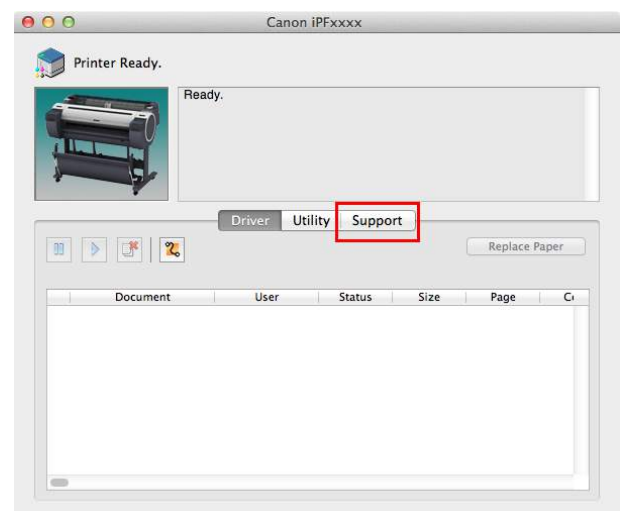 Canon iPFxxxx
Printer Ready.
Ready.
Driver Utility Support
Replace Paper
Document User Status Size Page